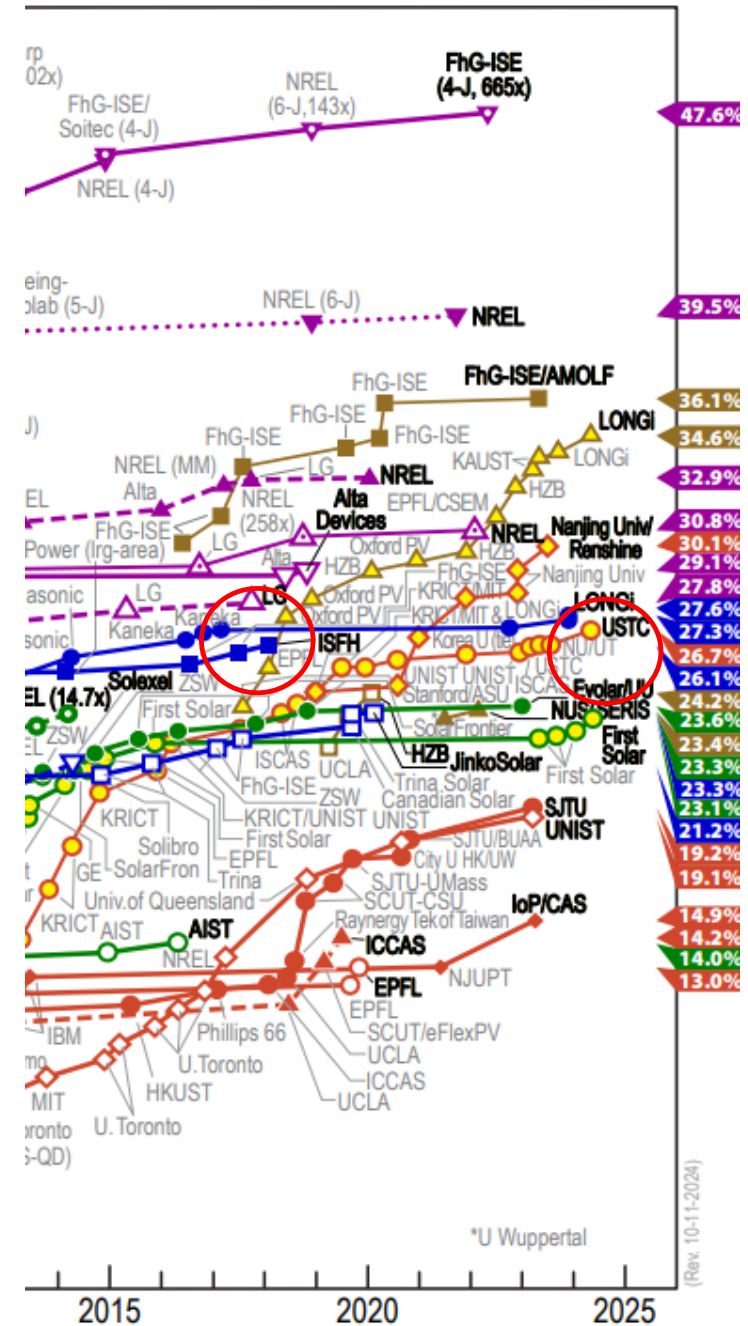 rp
02x)
FhG-ISE/
Soitec (4-J)
NREL (4-J)
NREL
(6-J,143x)
FhG-ISE
(4-J, 665x)
47.6%
eing-
olab (5-J)
NREL (6-J)
NREL
39.5%
FhG-ISE
FhG-ISE/AMOLF
36.1%
J)
FhG-ISE
FhG-ISE
FhG-ISE
LONGi
34.6%
NREL (MM)
LG
KAUST
LONGi
NREL
32.9%
EL
Alta
NREL
(258x)
Alta
Devices
EPFL/CSEM
HZB
30.8%
FhG-ISE
LG
Power (lrg-area)
Alta
HZB
Oxford PV
NREL
HZB
Nanjing Univ/
Renshine
30.1%
29.1%
FhG-ISE
Nanjing Univ
asonic
LG
LG
Oxford PV
KRICT/MIT
27.8%
Kaneka
Kaneka
Oxford PV
KRICT/MIT & LONGi
LONGi
27.6%
sonic
ISFH
Korea U
USTC
27.3%
NU/UT
26.7%
EPFL
UNIST
UNIST
USTC
Solexel
ZSW
Stanford/ASU
ISCAS
26.1%
EL (14.7x)
First Solar
Evolar/UU
24.2%
NUS/SERIS
23.6%
EL
ZSW
SolarFrontier
First
Solar
23.4%
ISCAS
UCLA
HZB
JinkoSolar
23.3%
FhG-ISE
Trina Solar
First Solar
23.3%
ZSW
Canadian Solar
23.1%
KRICT
KRICT/UNIST
UNIST
SJTU
UNIST
21.2%
Solibro
First Solar
SJTU/BUAA
19.2%
GE
SolarFron
EPFL
City U HK/UW
Trina
SJTU-UMass
19.1%
Univ.of Queensland
SCUT-CSU
IoP/CAS
KRICT
AIST
AIST
Raynergy Tek of Taiwan
14.9%
ICCAS
14.2%
NREL
14.0%
EPFL
NJUPT
13.0%
IBM
Phillips 66
EPFL
SCUT/eFlexPV
mo
U.Toronto
UCLA
HKUST
ICCAS
MIT
UCLA
oronto
U. Toronto
S-QD)
*U Wuppertal
(Rev. 10-11-2024)
2015
2020
2025